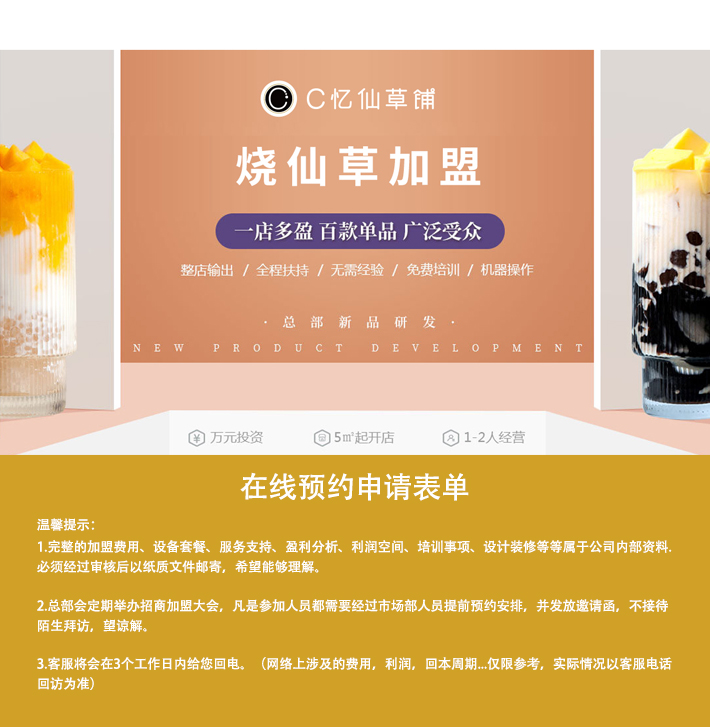 C忆仙草铺
烧仙草加盟
一店多盈 百款单品 广泛受众
整店输出 / 全程扶持 / 无需经验 / 免费培训 / 机器操作
· 总部新品研发 ·
NEW PRODUCT DEVELOPMENT
万元投资 5㎡起开店 1-2人经营
在线预约申请表单
温馨提示：
1.完整的加盟费用、设备套餐、服务支持、盈利分析、利润空间、培训事项、设计装修等等属于公司内部资料.
必须经过审核后以纸质文件邮寄，希望能够理解。
2.总部会定期举办招商加盟大会，凡是参加人员都需要经过市场部人员提前预约安排，并发放邀请函，不接待
陌生拜访，望谅解。
3.客服将会在3个工作日内给您回电。（网络上涉及的费用，利润，回本周期...仅限参考，实际情况以客服电话
回访为准）